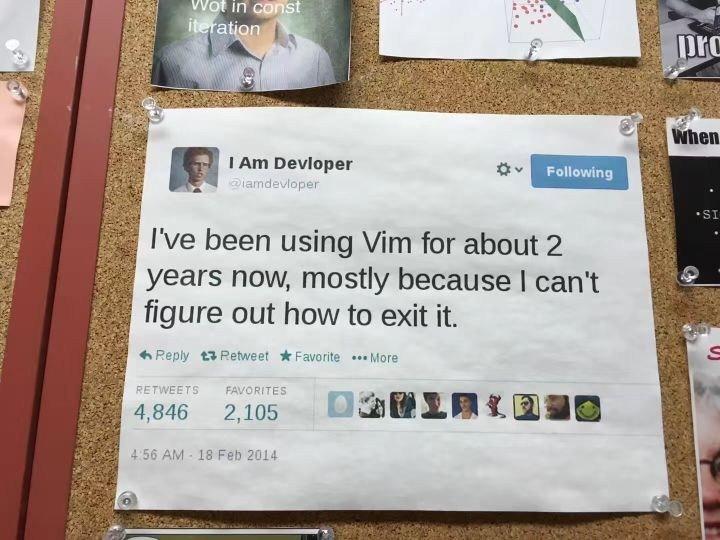 Wot in const
iteration
pro
When
I Am Devloper
@iamdevloper
Following
I've been using Vim for about 2
years now, mostly because I can't
figure out how to exit it.
Reply Retweet Favorite More
RETWEETS FAVORITES
4,846 2,105
4:56 AM - 18 Feb 2014